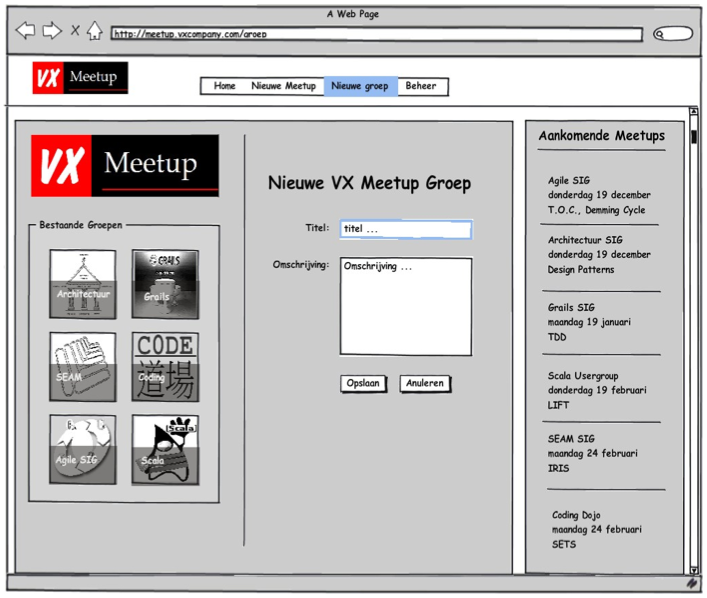 A Web Page
http://meetup.vxcompany.com/groep
VX Meetup
Home Nieuwe Meetup Nieuwe groep Beheer
VX Meetup
Bestaande Groepen
Architectuur
GRAILS
Grails
SEAM
CODE
道場
Coding
Agile SIG
Scala
Scala
Nieuwe VX Meetup Groep
Titel: titel ...
Omschrijving: Omschrijving ...
Opslaan Anuleren
Aankomende Meetups
Agile SIG
donderdag 19 december
T.O.C., Demming Cycle
Architectuur SIG
donderdag 19 december
Design Patterns
Grails SIG
maandag 19 januari
TDD
Scala Usergroup
donderdag 19 februari
LIFT
SEAM SIG
maandag 24 februari
IRIS
Coding Dojo
maandag 24 februari
SETS